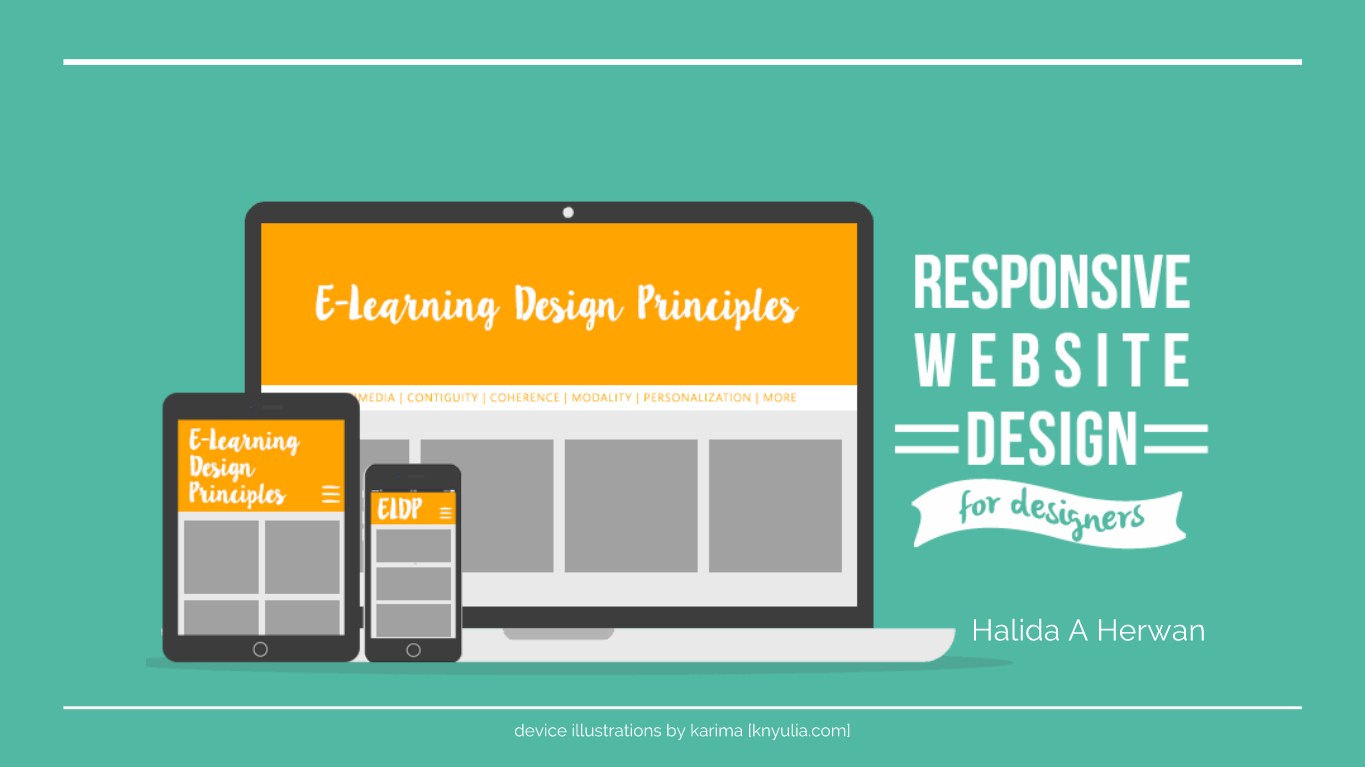 E-Learning Design Principles
| CONTIGUITY | COHERENCE | MODALITY | PERSONALIZATION | MORE
E-Learning
Design
Principles
ELDP
RESPONSIVE
WEBSITE
DESIGN
for designers
Halida A Herwan
device illustrations by karima [knyulia.com]